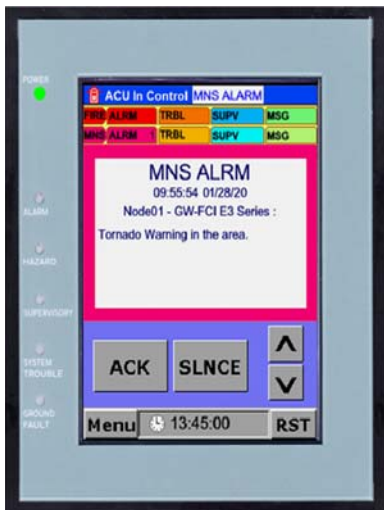 POWER
ACU In Control MNS ALARM
FIRE ALRM TRBL SUPV MSG
MNS ALRM 1 TRBL SUPV MSG
MNS ALRM
09:55:54 01/28/20
Node01 - GW-FCI E3 Series :
Tornado Warning in the area.
ALARM
HAZARD
SUPERVISORY
SYSTEM
TROUBLE
GROUND
FAULT
ACK SLNCE
Menu 13:45:00 RST